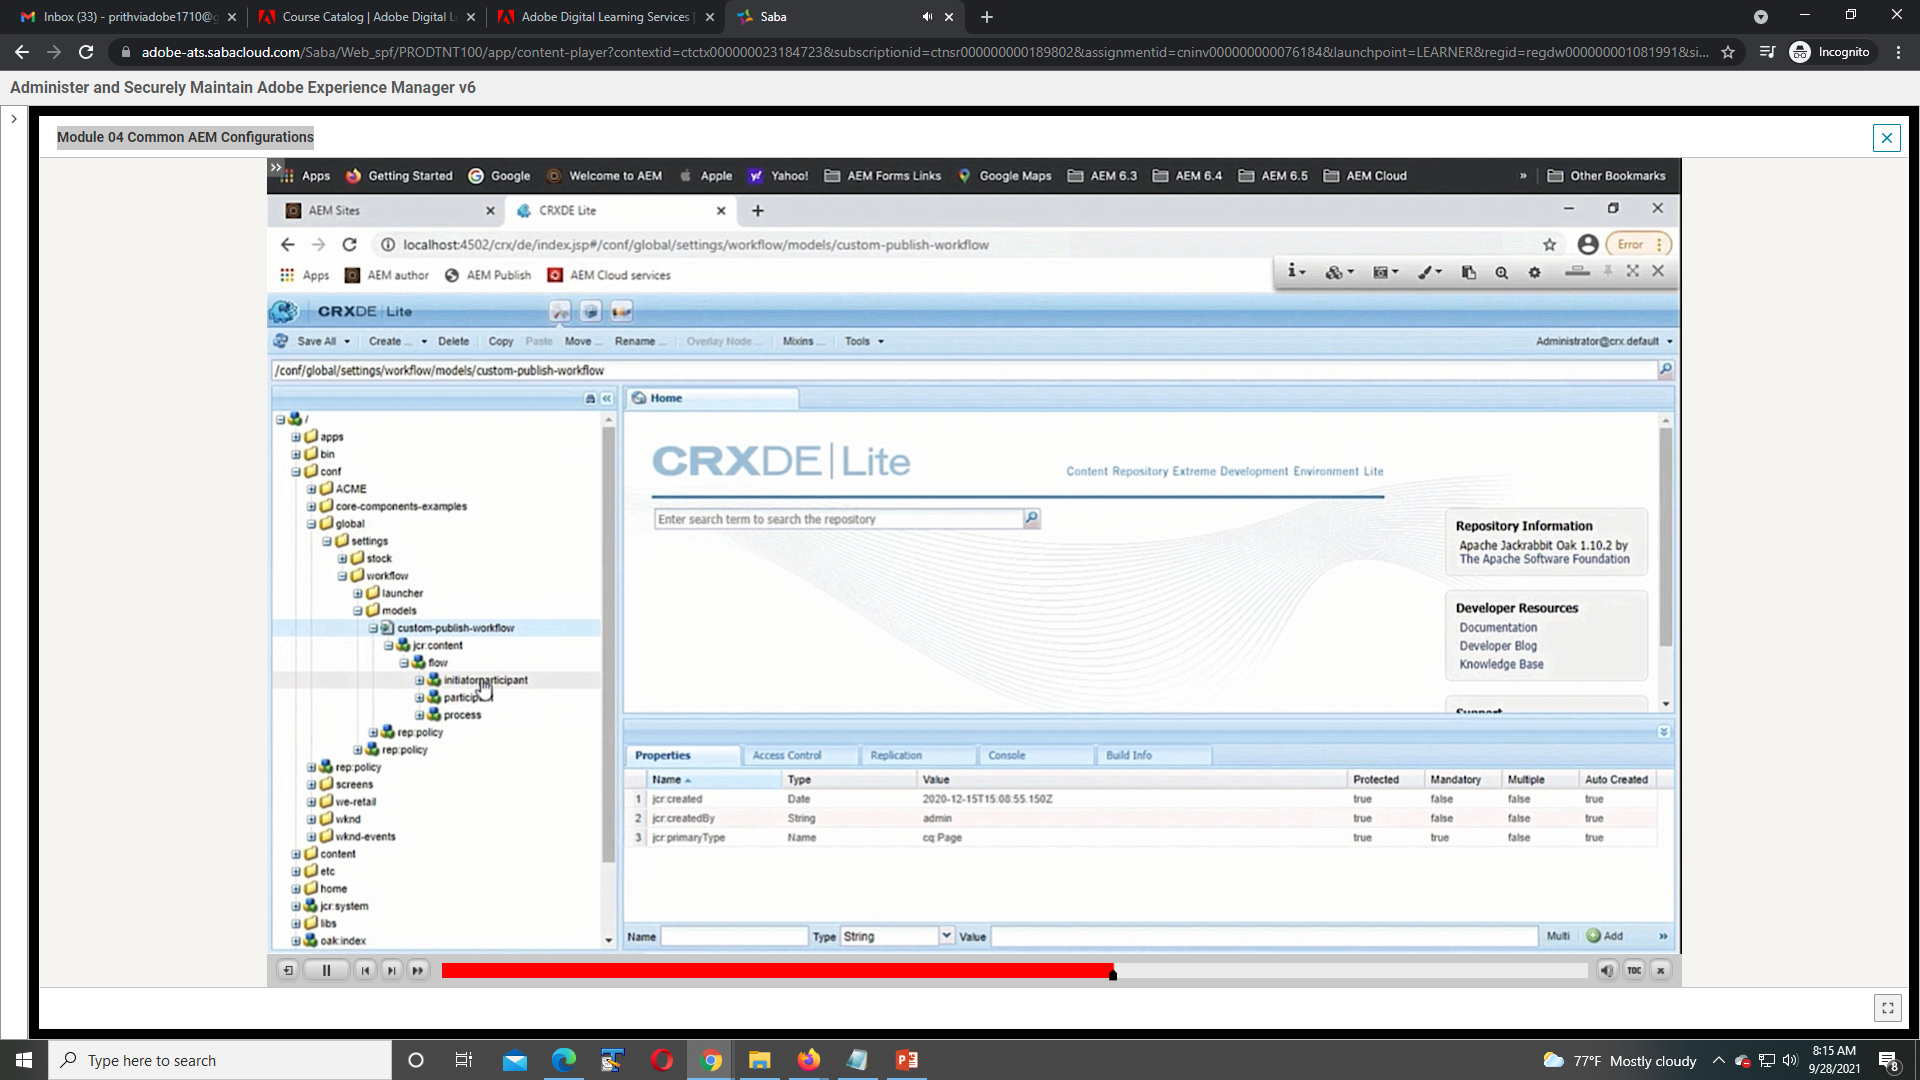 Inbox (33) - prithviadobe1710@g
Course Catalog | Adobe Digital L
Adobe Digital Learning Services |
Saba
adobe-ats.sabacloud.com/Saba/Web_spf/PRODTNT100/app/content-player?contextid=ctctx000000023184723&subscriptionid=ctnsr0000000000189802&assignmentid=cninv000000000076184&launchpoint=LEARNER&regid=regdw000000001081991&si...
Incognito
Administer and Securely Maintain Adobe Experience Manager v6
Module 04 Common AEM Configurations
Apps Getting Started Google Welcome to AEM Apple Yahoo! AEM Forms Links Google Maps AEM 6.3 AEM 6.4 AEM 6.5 AEM Cloud » Other Bookmarks
AEM Sites
CRXDE Lite
localhost:4502/crx/de/index.jsp#/conf/global/settings/workflow/models/custom-publish-workflow
Error
Apps AEM author AEM Publish AEM Cloud services
CRXDE | Lite
Save All Create ... Delete Copy Paste Move ... Rename ... Overlay Node ... Mixins ... Tools
Administrator@crx.default
/conf/global/settings/workflow/models/custom-publish-workflow
/
apps
bin
conf
ACME
core-components-examples
global
settings
stock
workflow
launcher
models
custom-publish-workflow
jcr:content
flow
initiatorparticipant
process
rep:policy
rep:policy
rep:policy
screens
we-retail
wknd
wknd-events
content
etc
home
jcr:system
libs
oak:index
Home
CRXDE | Lite
Content Repository Extreme Development Environment Lite
Enter search term to search the repository
Repository Information
Apache Jackrabbit Oak 1.10.2 by
The Apache Software Foundation
Developer Resources
Documentation
Developer Blog
Knowledge Base
Support
Properties Access Control Replication Console Build Info
Name Type Value Protected Mandatory Multiple Auto Created
1 jcr:created Date 2020-12-15T15:08:55.150Z true false false true
2 jcr:createdBy String admin true false false true
3 jcr:primaryType Name cq:Page true true false true
Name Type String Value Multi Add »
TOC
Type here to search
77°F Mostly cloudy
8:15 AM
9/28/2021
8